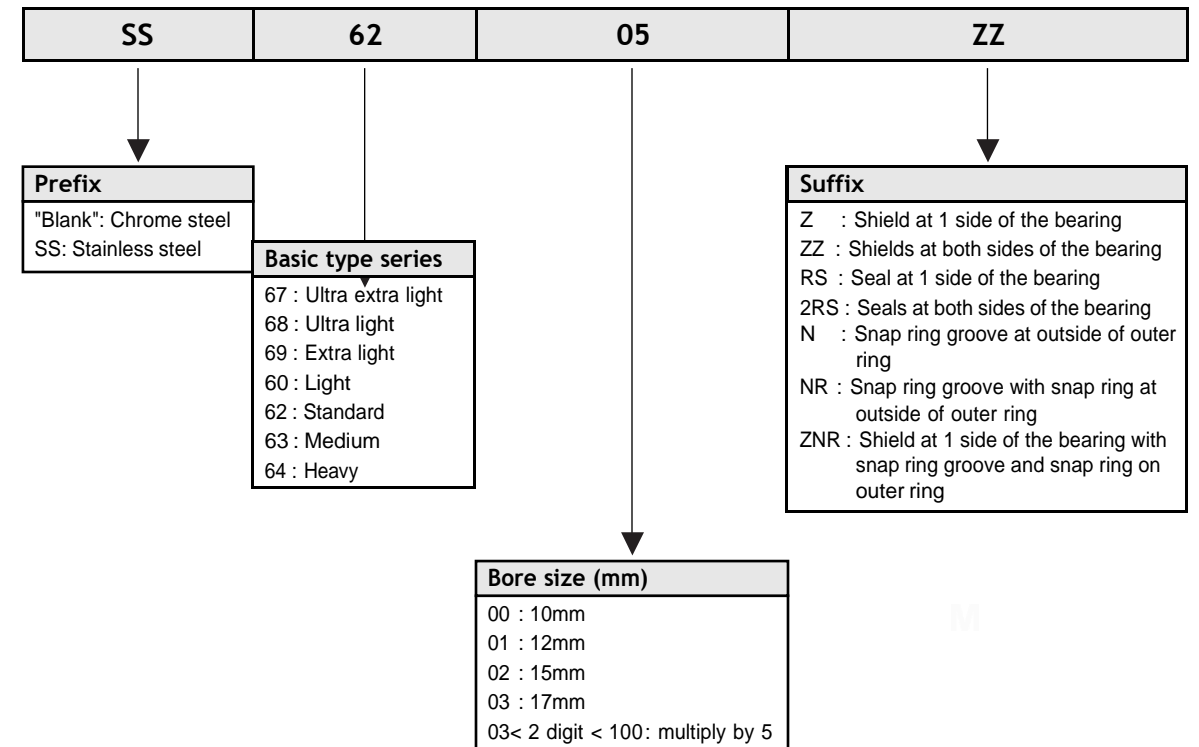 SS 62 05 ZZ
Prefix
"Blank": Chrome steel
SS: Stainless steel
Basic type series
67 : Ultra extra light
68 : Ultra light
69 : Extra light
60 : Light
62 : Standard
63 : Medium
64 : Heavy
Bore size (mm)
00 : 10mm
01 : 12mm
02 : 15mm
03 : 17mm
03< 2 digit < 100: multiply by 5
Suffix
Z : Shield at 1 side of the bearing
ZZ : Shields at both sides of the bearing
RS : Seal at 1 side of the bearing
2RS : Seals at both sides of the bearing
N : Snap ring groove at outside of outer
ring
NR : Snap ring groove with snap ring at
outside of outer ring
ZNR : Shield at 1 side of the bearing with
snap ring groove and snap ring on
outer ring
M